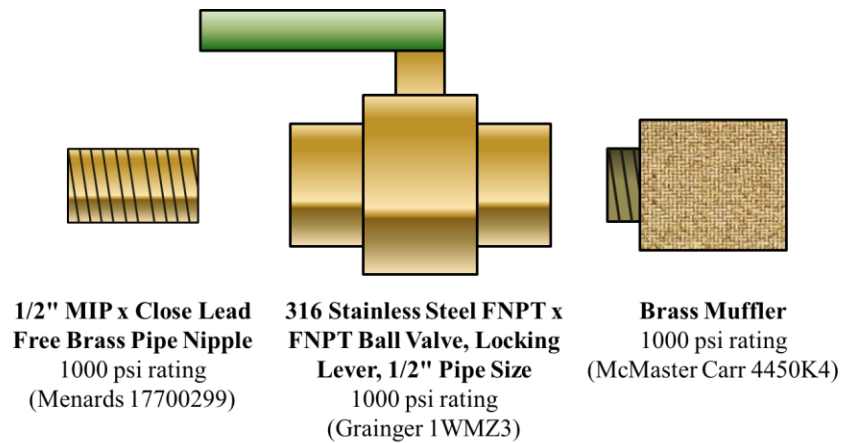 1/2" MIP x Close Lead
Free Brass Pipe Nipple
1000 psi rating
(Menards 17700299)
316 Stainless Steel FNPT x
FNPT Ball Valve, Locking
Lever, 1/2" Pipe Size
1000 psi rating
(Grainger 1WMZ3)
Brass Muffler
1000 psi rating
(McMaster Carr 4450K4)